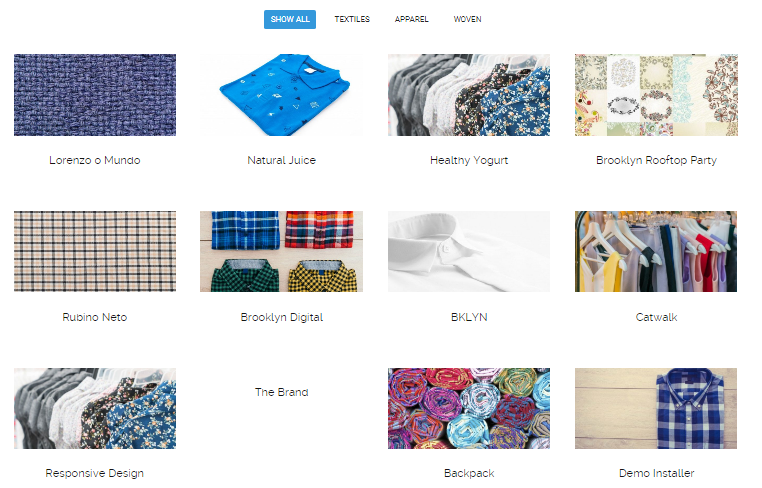 SHOW ALL TEXTILES APPAREL WOVEN
Lorenzo o Mundo
Natural Juice
Healthy Yogurt
Brooklyn Rooftop Party
Rubino Neto
Brooklyn Digital
BKLYN
Catwalk
Responsive Design
The Brand
Backpack
Demo Installer